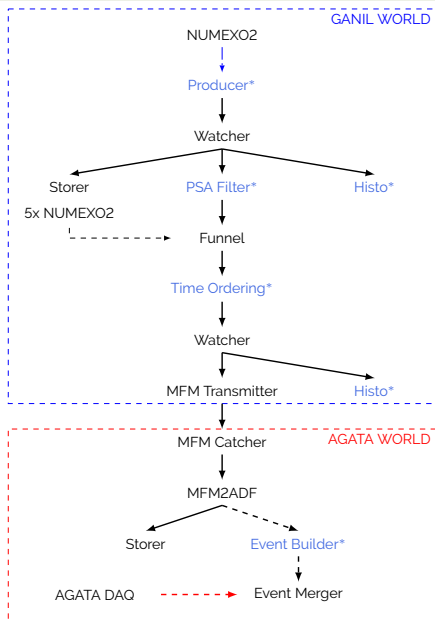 GANIL WORLD
NUMEXO2
Producer*
Watcher
Storer PSA Filter* Histo*
5x NUMEXO2
Funnel
Time Ordering*
Watcher
MFM Transmitter Histo*
AGATA WORLD
MFM Catcher
MFM2ADF
Storer Event Builder*
AGATA DAQ Event Merger